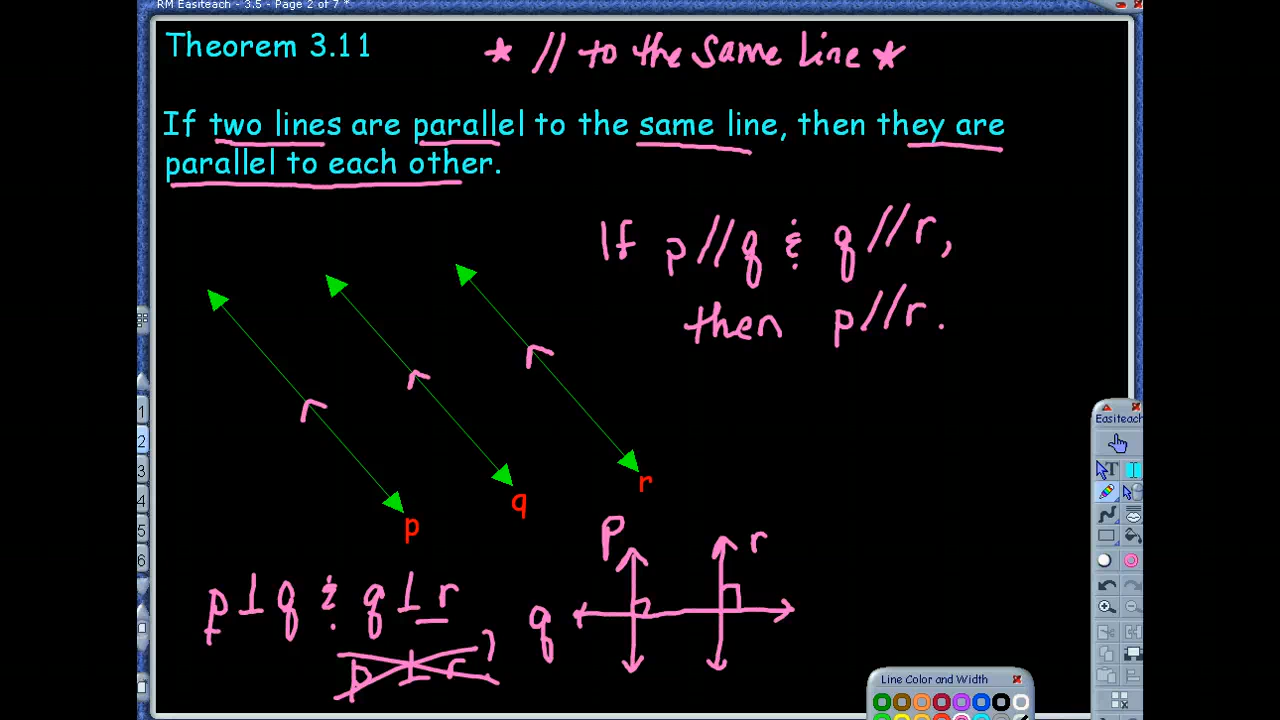 RM Easiteach - 3.5 - Page 2 of 7 *
Theorem 3.11
* // to the Same Line *
If two lines are parallel to the same line, then they are
parallel to each other.
If p//q & q//r,
then p//r.
p
q
r
p⊥q & q⊥r
p⊥r ?
p
r
q
1
2
3
4
5
6
Easiteach
T
Line Color and Width